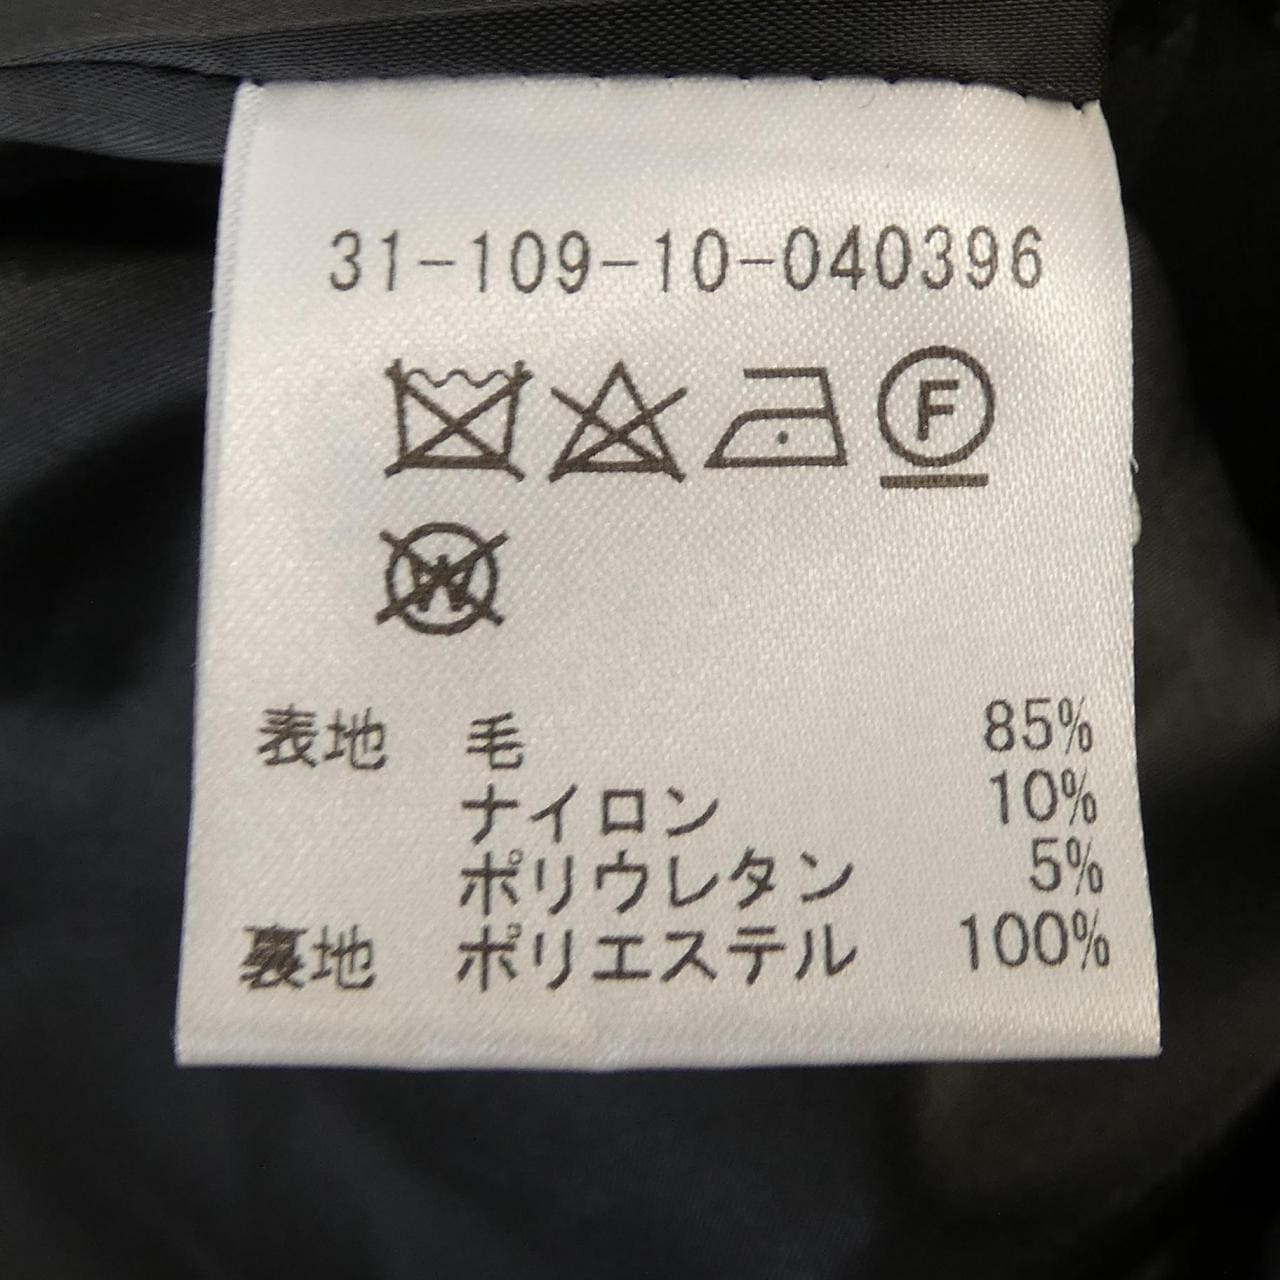 31-109-10-040396
F
W
表地 毛 85%
ナイロン 10%
ポリウレタン 5%
裏地 ポリエステル 100%